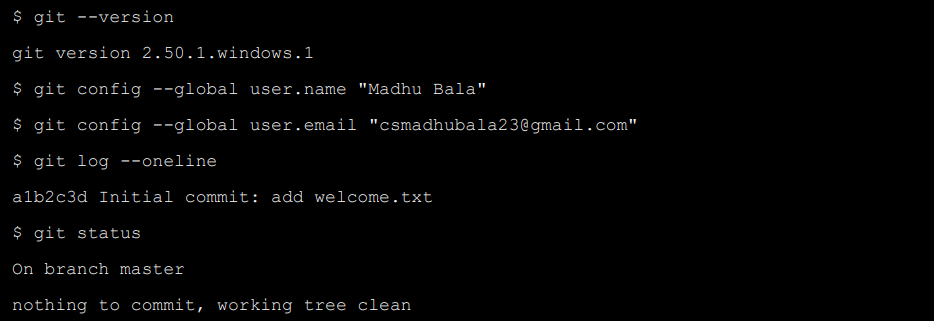 $ git --version
git version 2.50.1.windows.1
$ git config --global user.name "Madhu Bala"
$ git config --global user.email "csmadhubala23@gmail.com"
$ git log --oneline
a1b2c3d Initial commit: add welcome.txt
$ git status
On branch master
nothing to commit, working tree clean